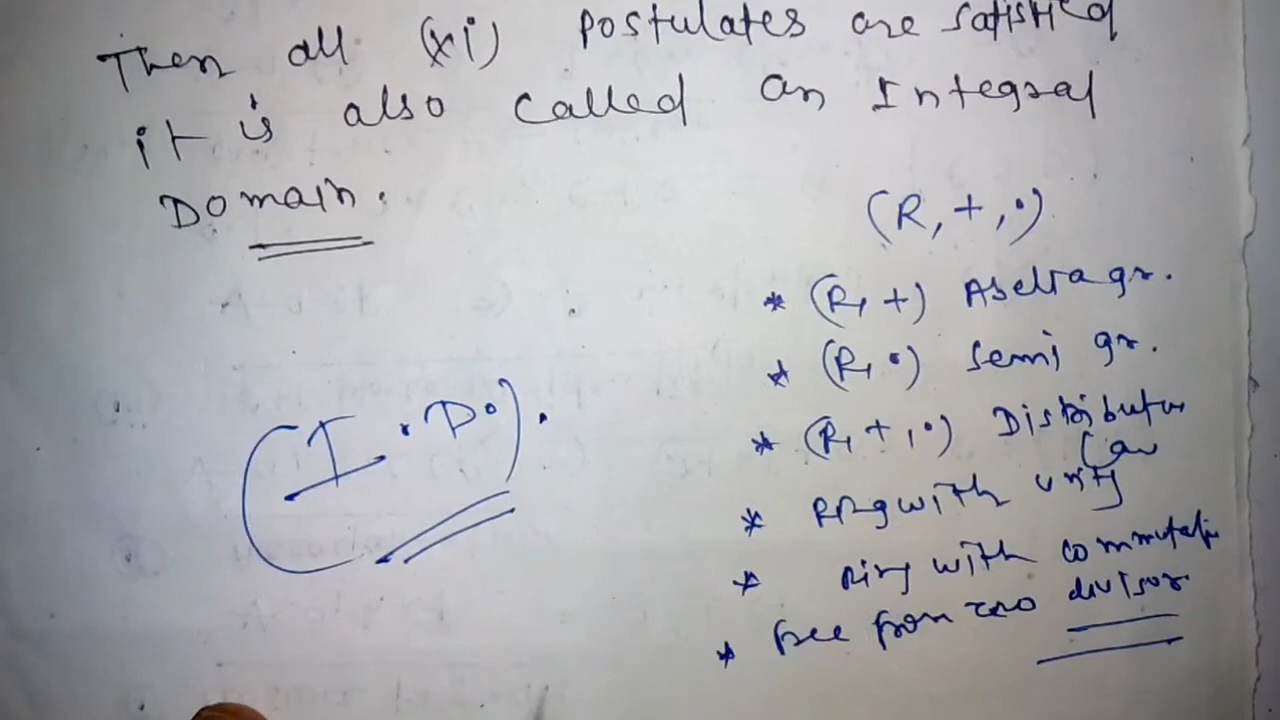 Then all (xi) postulates are satisfied
it is also called an Integral
Domain.
(R, +, ·)
* (R, +) Abelian gr.
* (R, ·) Semi gr.
* (R, +, ·) Distributive
Law
* Ring with unity
* Ring with commutative
* free from zero divisor
(I.D.).